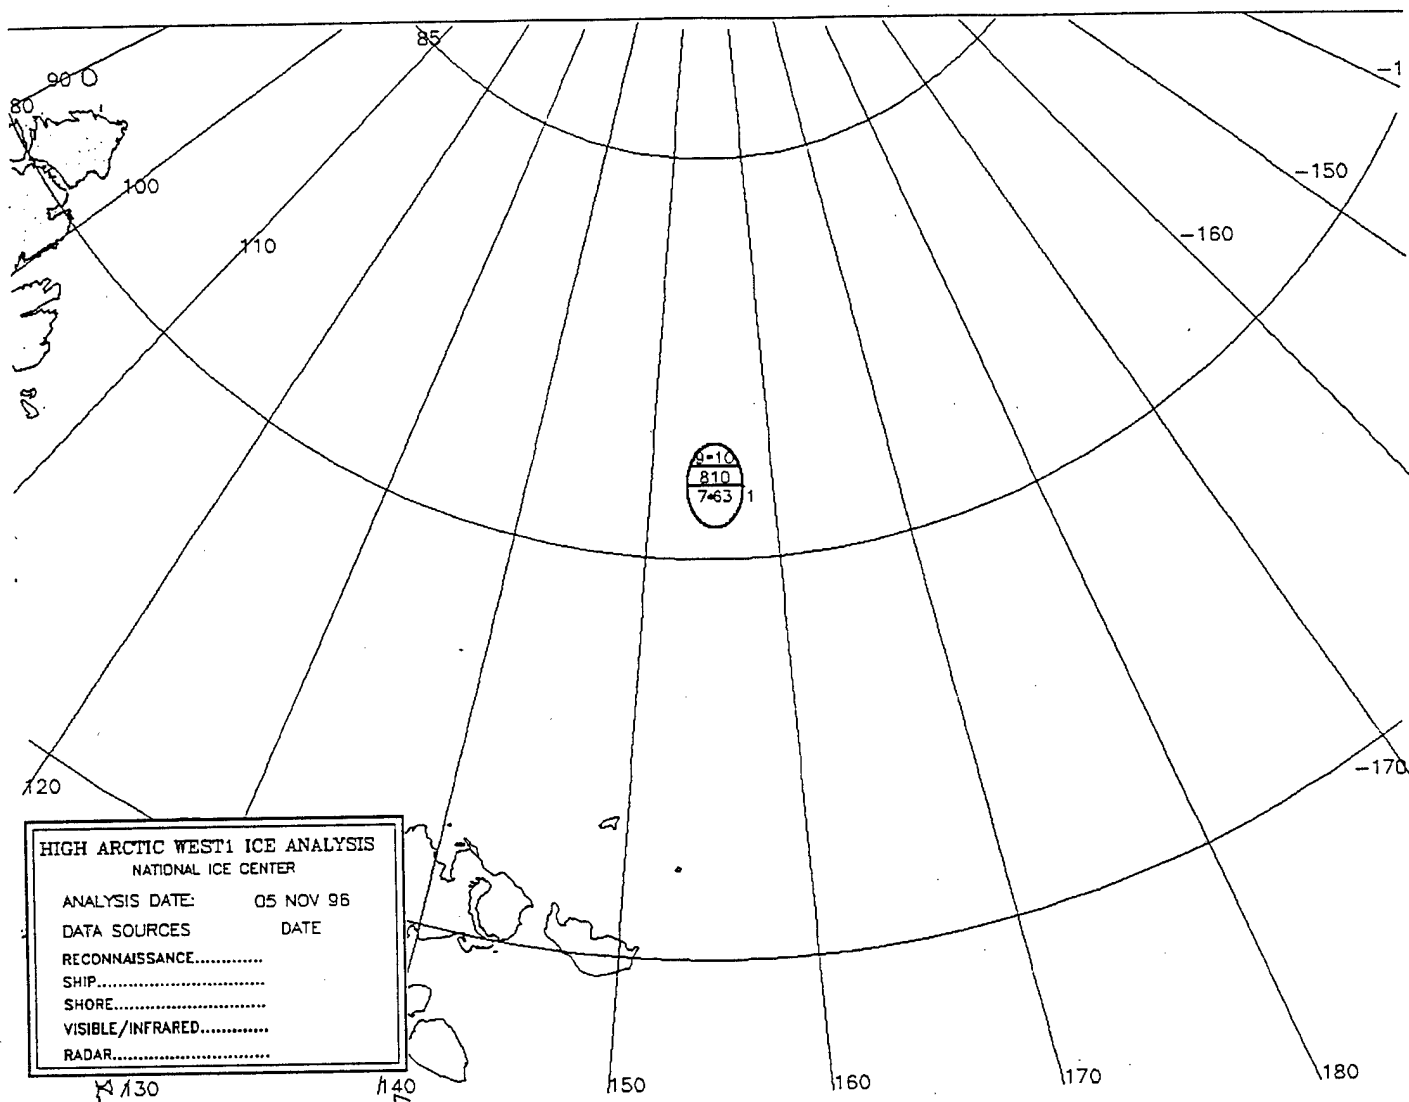 85
90
-1
80
100
-150
110
-160
9-10
810
7•63 1
120
-170
HIGH ARCTIC WEST1 ICE ANALYSIS
NATIONAL ICE CENTER
ANALYSIS DATE: 05 NOV 96
DATA SOURCES DATE
RECONNAISSANCE.............
SHIP..............................
SHORE...........................
VISIBLE/INFRARED.............
RADAR............................
130
140
150
160
170
180